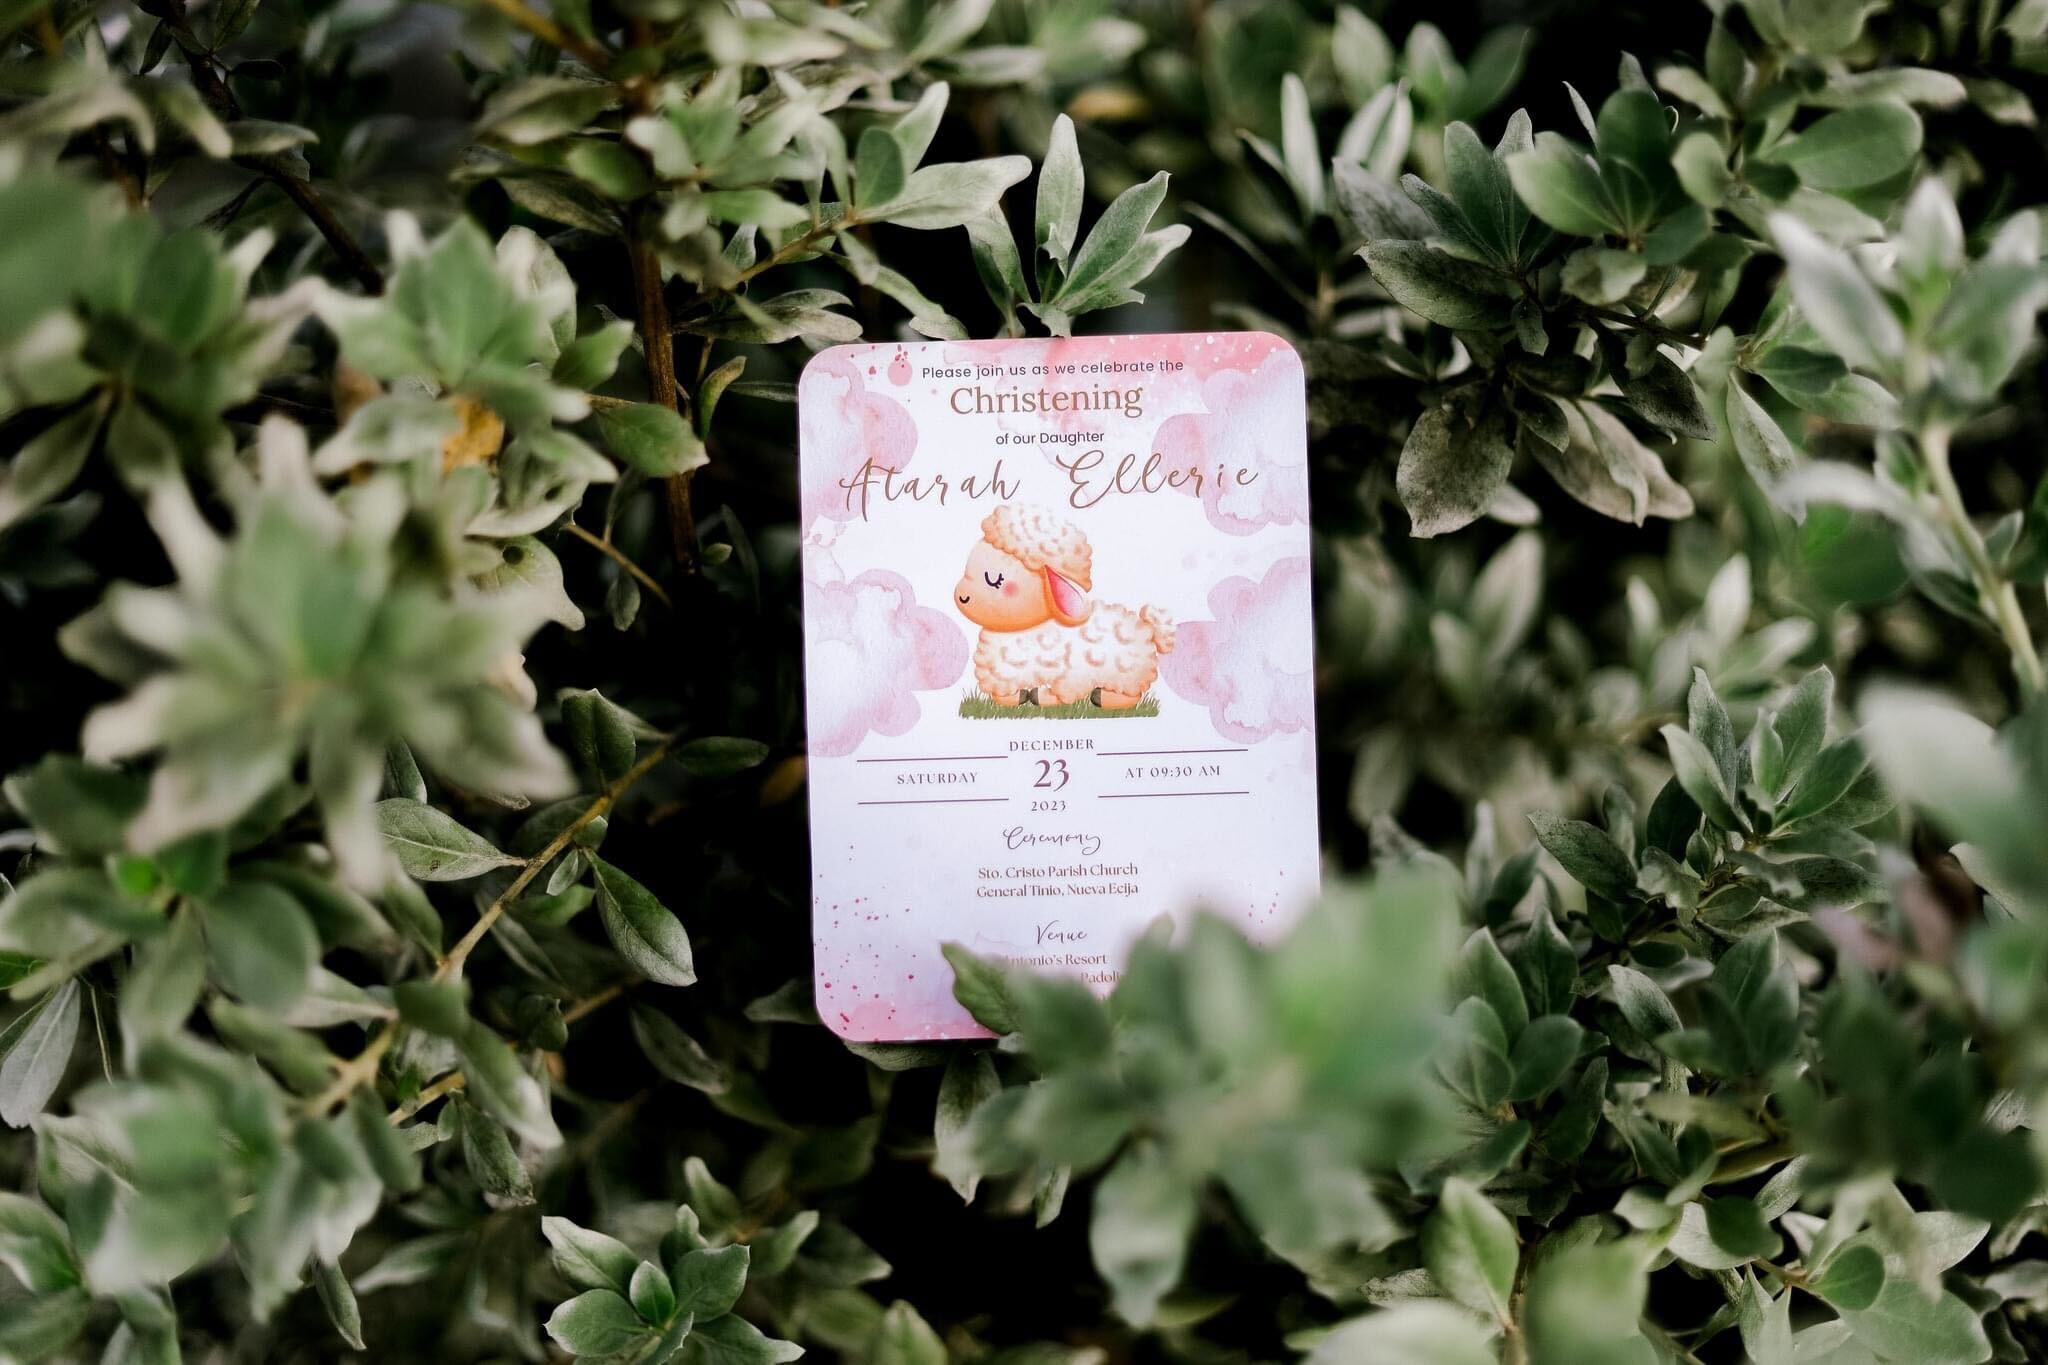 Please join us as we celebrate the
Christening
of our Daughter
Atarah Ellerie
DECEMBER
SATURDAY 23 AT 09:30 AM
2023
Ceremony
Sto. Cristo Parish Church
General Tinio, Nueva Ecija
Venue
Resort